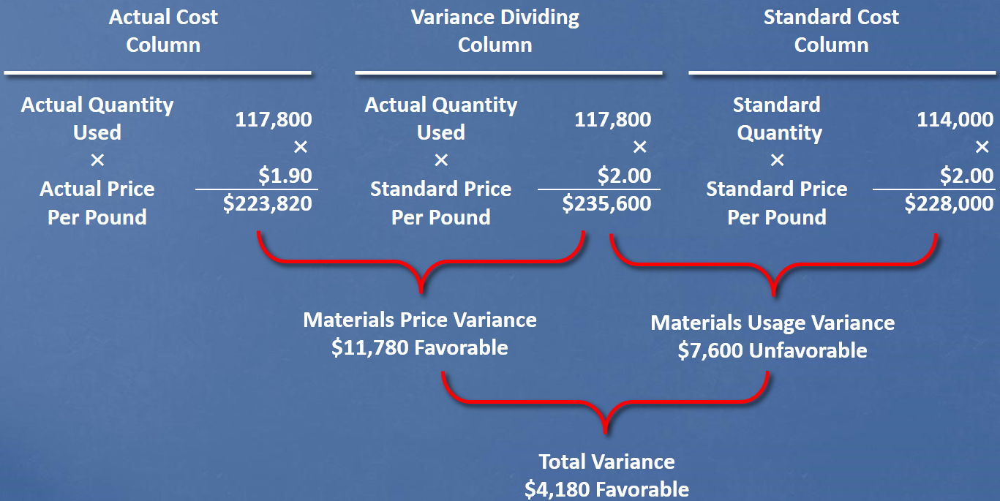 Actual Cost
Column
Variance Dividing
Column
Standard Cost
Column
Actual Quantity
Used
×
Actual Price
Per Pound
117,800
×
$1.90
$223,820
Actual Quantity
Used
×
Standard Price
Per Pound
117,800
×
$2.00
$235,600
Standard
Quantity
×
Standard Price
Per Pound
114,000
×
$2.00
$228,000
Materials Price Variance
$11,780 Favorable
Materials Usage Variance
$7,600 Unfavorable
Total Variance
$4,180 Favorable